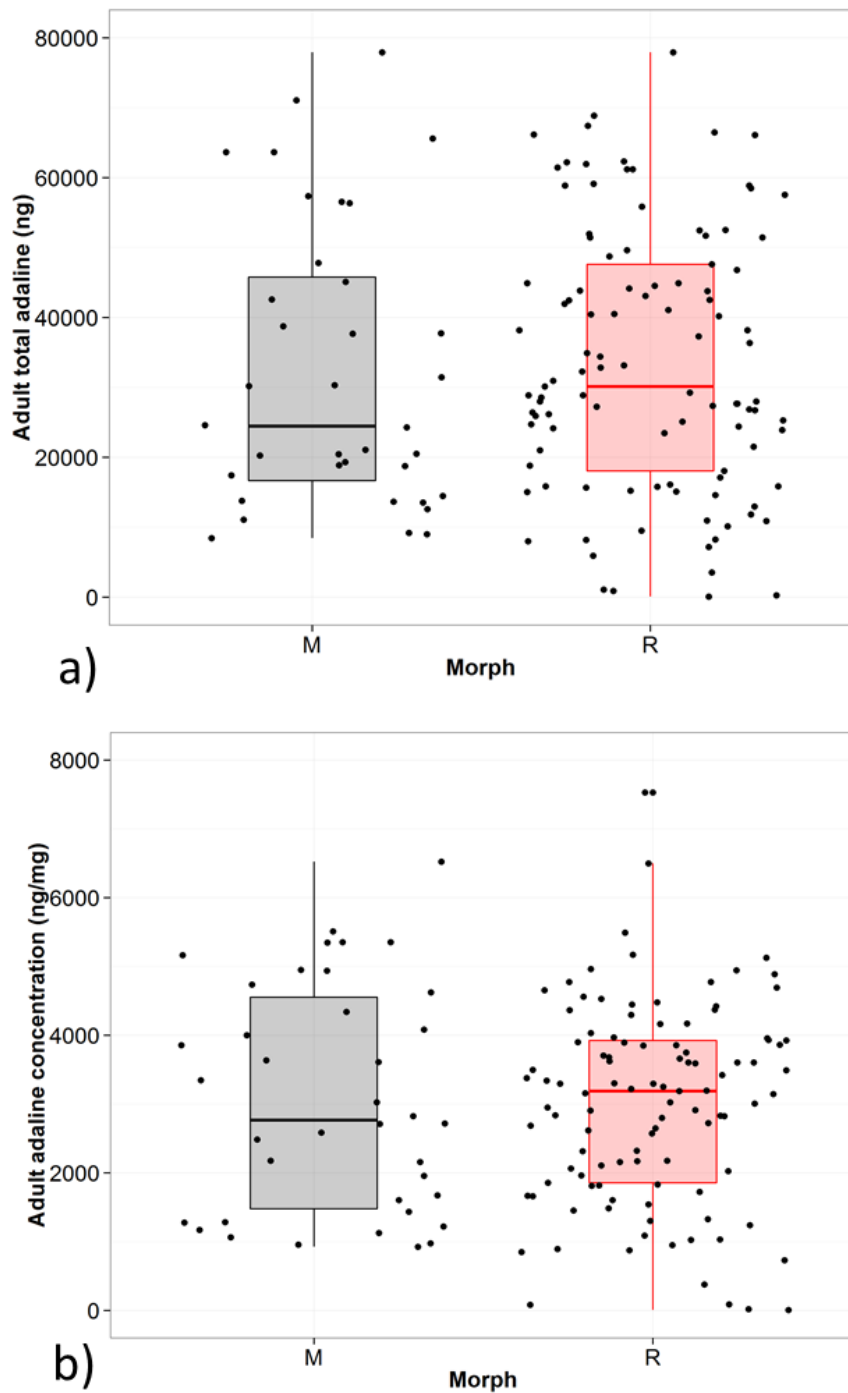 Adult total adaline (ng)
80000
60000
40000
20000
0
M R
a)
Morph
Adult adaline concentration (ng/mg)
8000
6000
4000
2000
0
M R
b)
Morph